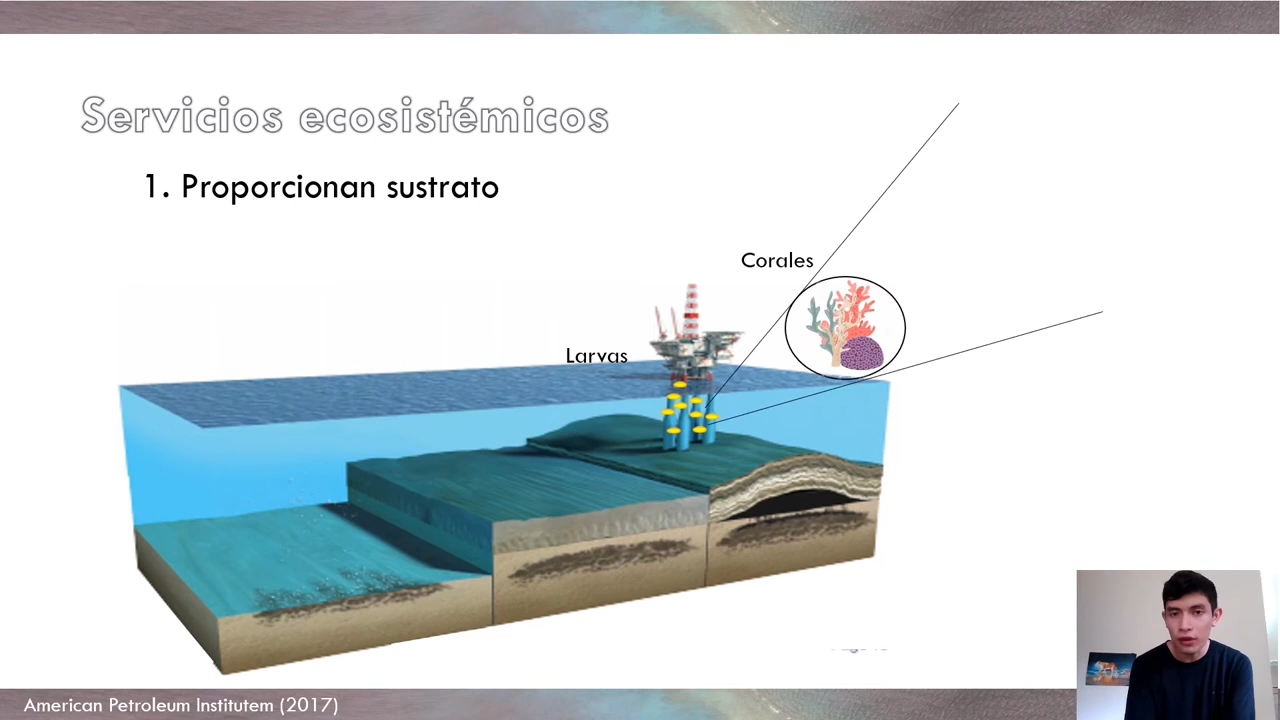 Servicios ecosistémicos
1. Proporcionan sustrato
Corales
Larvas
American Petroleum Institutem (2017)